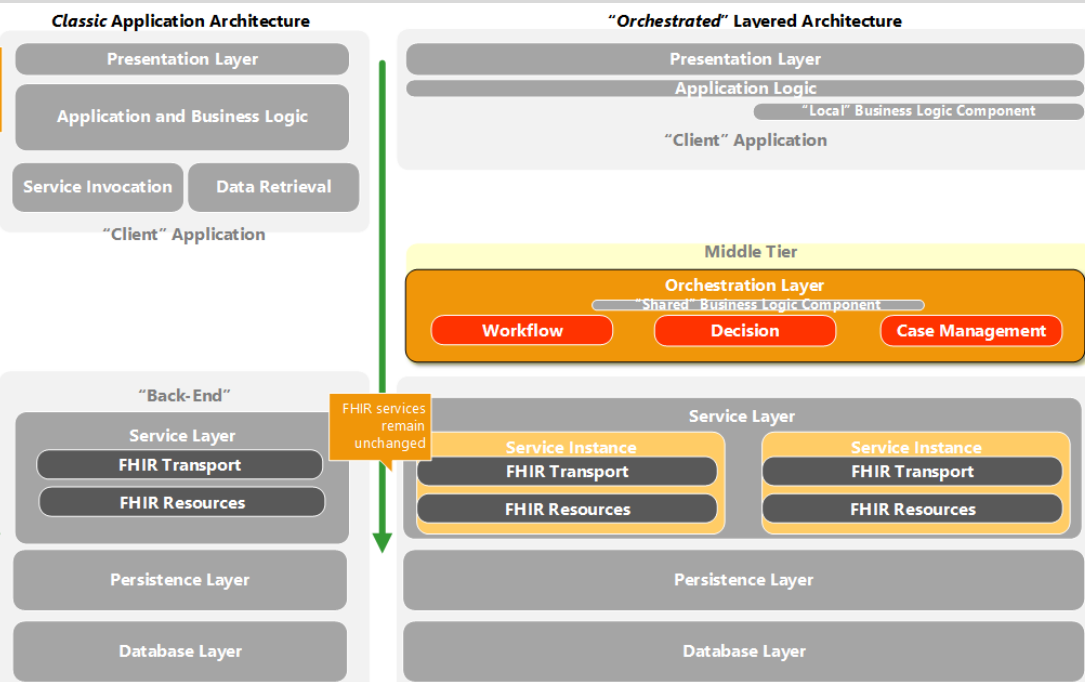 Classic Application Architecture
Presentation Layer
Application and Business Logic
Service Invocation
Data Retrieval
“Client” Application
“Back-End”
Service Layer
FHIR Transport
FHIR Resources
Persistence Layer
Database Layer
FHIR services
remain
unchanged
“Orchestrated” Layered Architecture
Presentation Layer
Application Logic
“Local” Business Logic Component
“Client” Application
Middle Tier
Orchestration Layer
“Shared” Business Logic Component
Workflow
Decision
Case Management
Service Layer
Service Instance
FHIR Transport
FHIR Resources
Service Instance
FHIR Transport
FHIR Resources
Persistence Layer
Database Layer